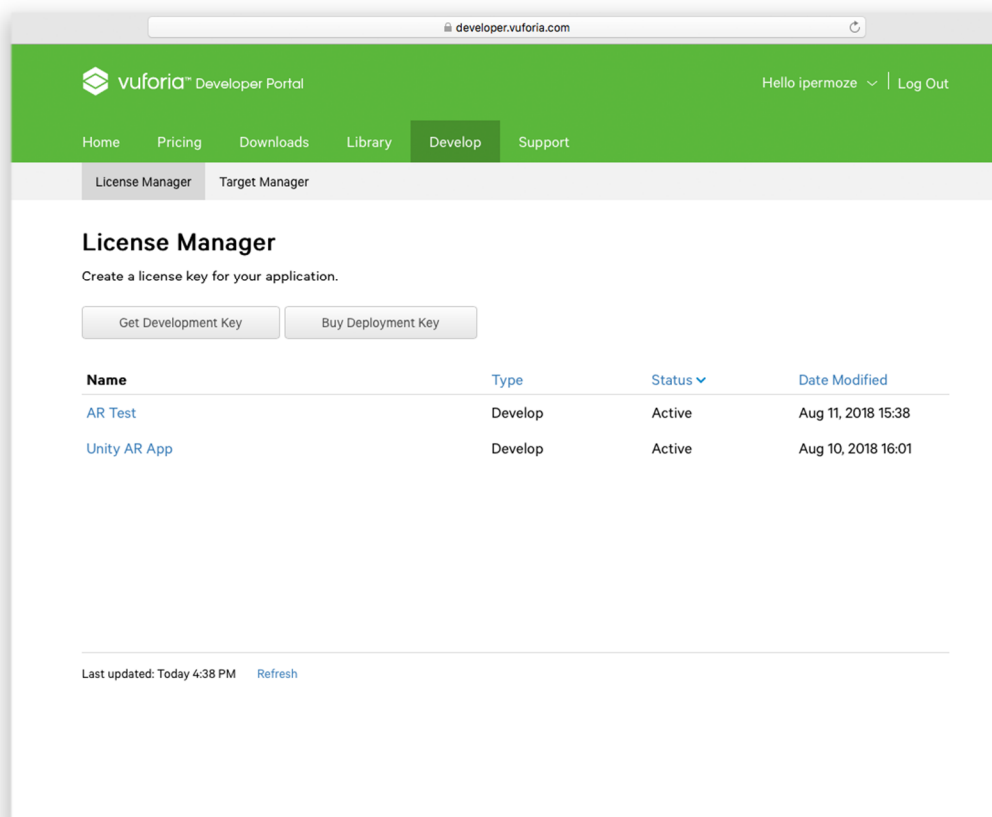 developer.vuforia.com
vuforia™ Developer Portal
Hello ipermoze
Log Out
Home Pricing Downloads Library Develop Support
License Manager Target Manager
License Manager
Create a license key for your application.
Get Development Key Buy Deployment Key
Name Type Status Date Modified
AR Test Develop Active Aug 11, 2018 15:38
Unity AR App Develop Active Aug 10, 2018 16:01
Last updated: Today 4:38 PM Refresh